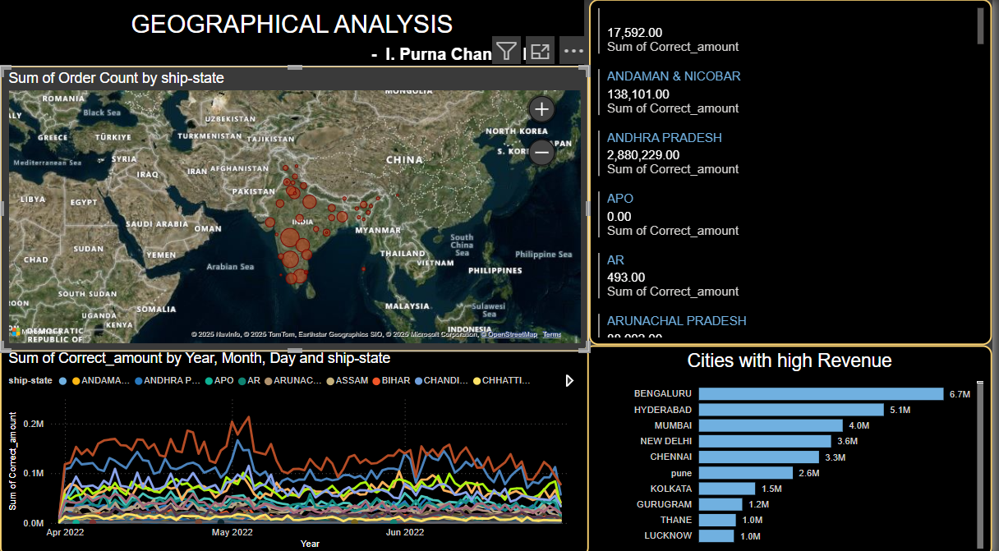 GEOGRAPHICAL ANALYSIS
- I. Purna Chan
Sum of Order Count by ship-state
ROMANIA
MONGOLIA
Black Sea
UZBEKISTAN
GREECE
TÜRKIYE
TURKMENISTAN
TAJIKISTAN
NORTH KOREA
Mediterranean Sea
SYRIA
CHINA
S. KOR
PAN
IRAQ
IRAN
AFGHANISTAN
PAKISTAN
LIBYA
EGYPT
SAUDI ARABIA
OMAN
INDIA
MYANMAR
SUDAN
CHAD
YEMEN
Arabian Sea
THAILAND
VIETNAM
South
China
Sea
PHILIPPINES
Philippine Sea
SOUTH SUDAN
SOMALIA
UGANDA
KENYA
MALAYSIA
Sulawesi
Sea
INDONESIA
DEMOCRATIC
REPUBLIC OF
© 2025 NavInfo, © 2025 TomTom, Earthstar Geographics SIO, © 2025 Microsoft Corporation, © OpenStreetMap Terms
17,592.00
Sum of Correct_amount
ANDAMAN & NICOBAR
138,101.00
Sum of Correct_amount
ANDHRA PRADESH
2,880,229.00
Sum of Correct_amount
APO
0.00
Sum of Correct_amount
AR
493.00
Sum of Correct_amount
ARUNACHAL PRADESH
Sum of Correct_amount by Year, Month, Day and ship-state
ship-state ANDAMA... ANDHRA P... APO AR ARUNAC... ASSAM BIHAR CHANDI... CHHATTI...
Sum of Correct_amount
0.2M
0.1M
0.0M
Apr 2022 May 2022 Jun 2022
Year
Cities with high Revenue
BENGALURU 6.7M
HYDERABAD 5.1M
MUMBAI 4.0M
NEW DELHI 3.6M
CHENNAI 3.3M
pune 2.6M
KOLKATA 1.5M
GURUGRAM 1.2M
THANE 1.0M
LUCKNOW 1.0M